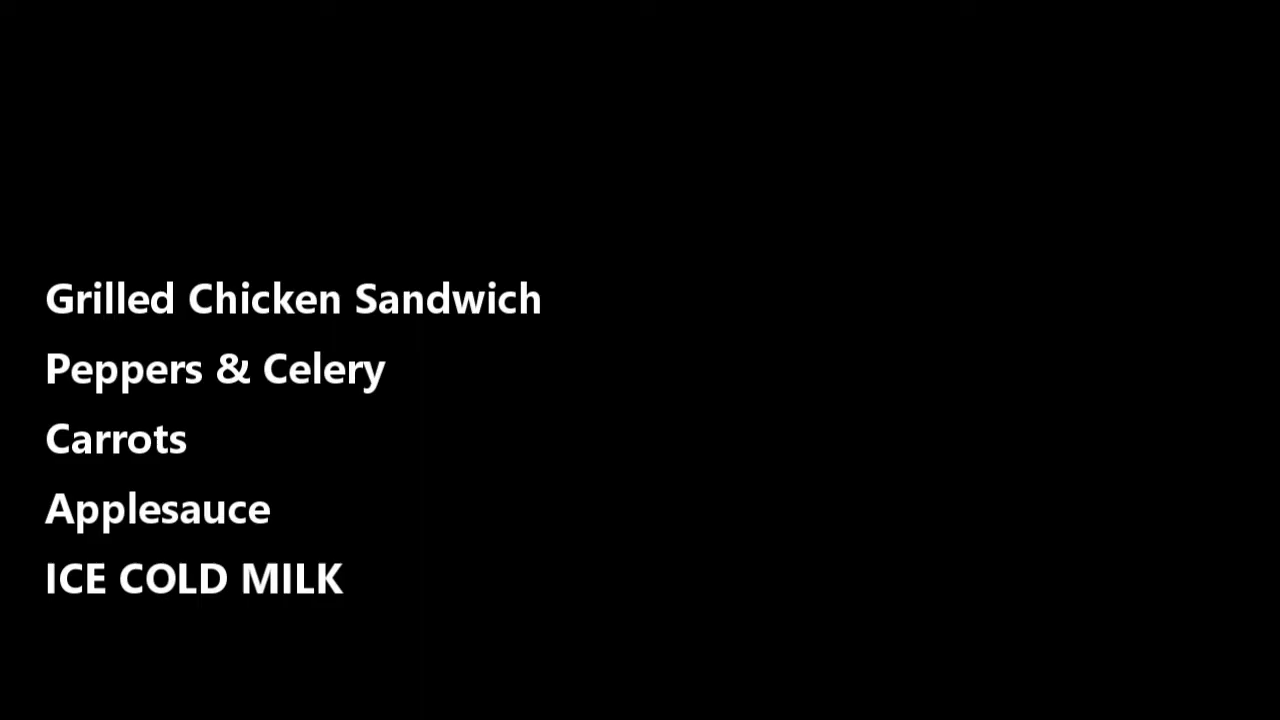 Grilled Chicken Sandwich
Peppers & Celery
Carrots
Applesauce
ICE COLD MILK